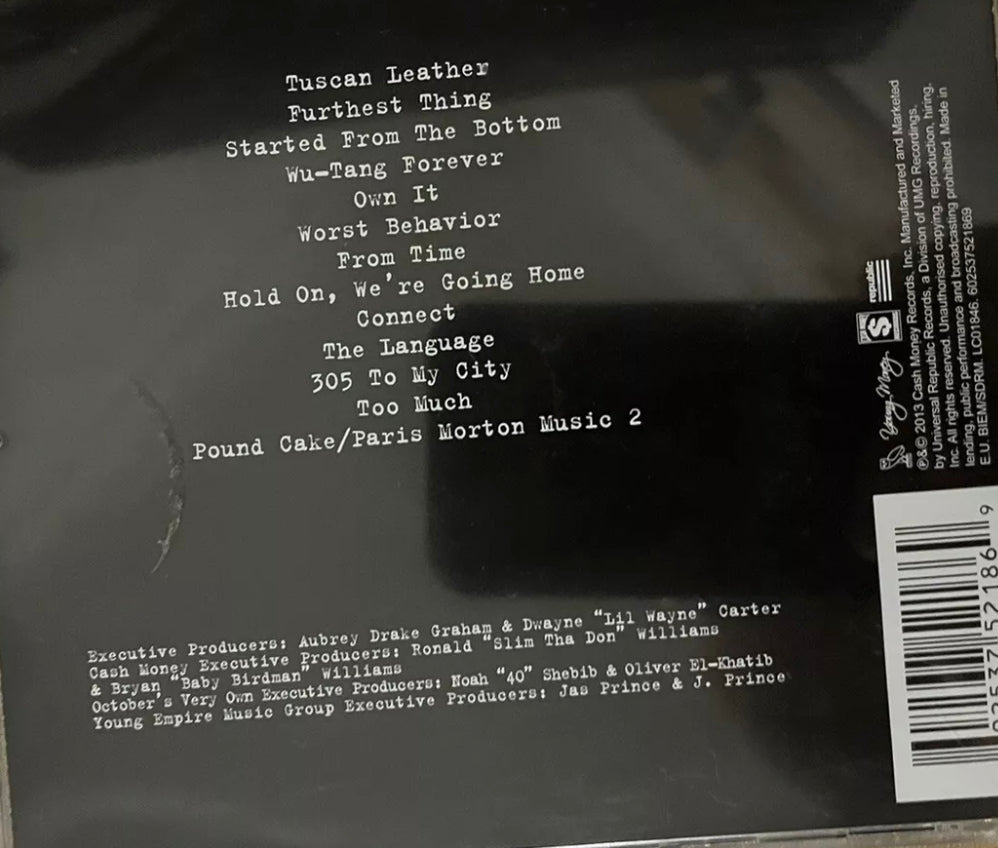 Tuscan Leather
Furthest Thing
Started From The Bottom
Wu-Tang Forever
Own It
Worst Behavior
From Time
Hold On, We're Going Home
Connect
The Language
305 To My City
Too Much
Pound Cake/Paris Morton Music 2
Executive Producers: Aubrey Drake Graham & Dwayne "Lil Wayne" Carter
Cash Money Executive Producers: Ronald "Slim Tha Don" Williams
& Bryan "Baby Birdman" Williams
October's Very Own Executive Producers: Noah "40" Shebib & Oliver El-Khatib
Young Empire Music Group Executive Producers: Jas Prince & J. Prince
Young Money
$
republic
℗&© 2013 Cash Money Records, Inc. Manufactured and Marketed
by Universal Republic Records, a Division of UMG Recordings,
Inc. All rights reserved. Unauthorised copying, reproduction, hiring,
lending, public performance and broadcasting prohibited. Made in
E.U. BIEM/SDRM. LC01846. 602537521869
02537 52186 9